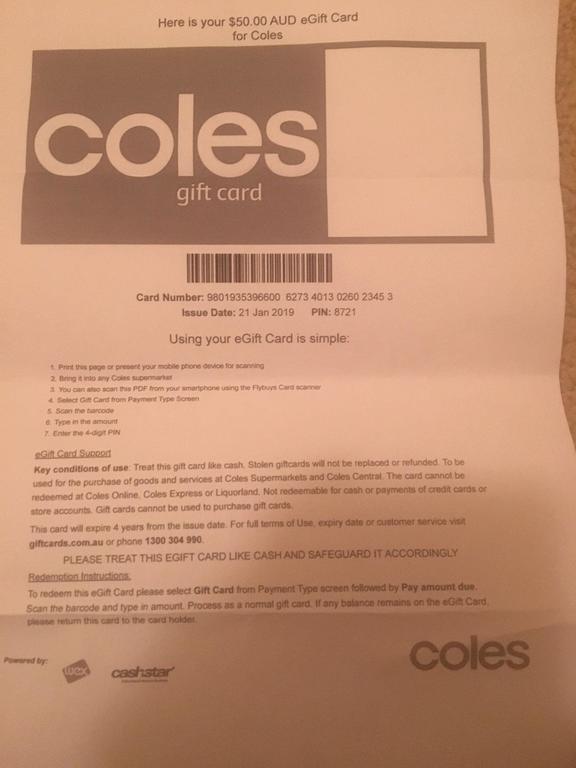 Here is your $50.00 AUD eGift Card
for Coles
coles
gift card
Card Number: 9801935396600 6273 4013 0260 2345 3
Issue Date: 21 Jan 2019 PIN: 8721
Using your eGift Card is simple:
1. Print this page or present your mobile phone device for scanning
2. Bring it into any Coles supermarket
3. You can also scan this PDF from your smartphone using the Flybuys Card scanner
4. Select Gift Card from Payment Type Screen
5. Scan the barcode
6. Type in the amount
7. Enter the 4-digit PIN
eGift Card Support
Key conditions of use: Treat this gift card like cash. Stolen giftcards will not be replaced or refunded. To be
used for the purchase of goods and services at Coles Supermarkets and Coles Central. The card cannot be
redeemed at Coles Online, Coles Express or Liquorland. Not redeemable for cash or payments of credit cards or
store accounts. Gift cards cannot be used to purchase gift cards.
This card will expire 4 years from the issue date. For full terms of Use, expiry date or customer service visit
giftcards.com.au or phone 1300 304 990.
PLEASE TREAT THIS EGIFT CARD LIKE CASH AND SAFEGUARD IT ACCORDINGLY
Redemption Instructions:
To redeem this eGift Card please select Gift Card from Payment Type screen followed by Pay amount due.
Scan the barcode and type in amount. Process as a normal gift card. If any balance remains on the eGift Card,
please return this card to the card holder.
coles
Powered by:
wex
cashstar